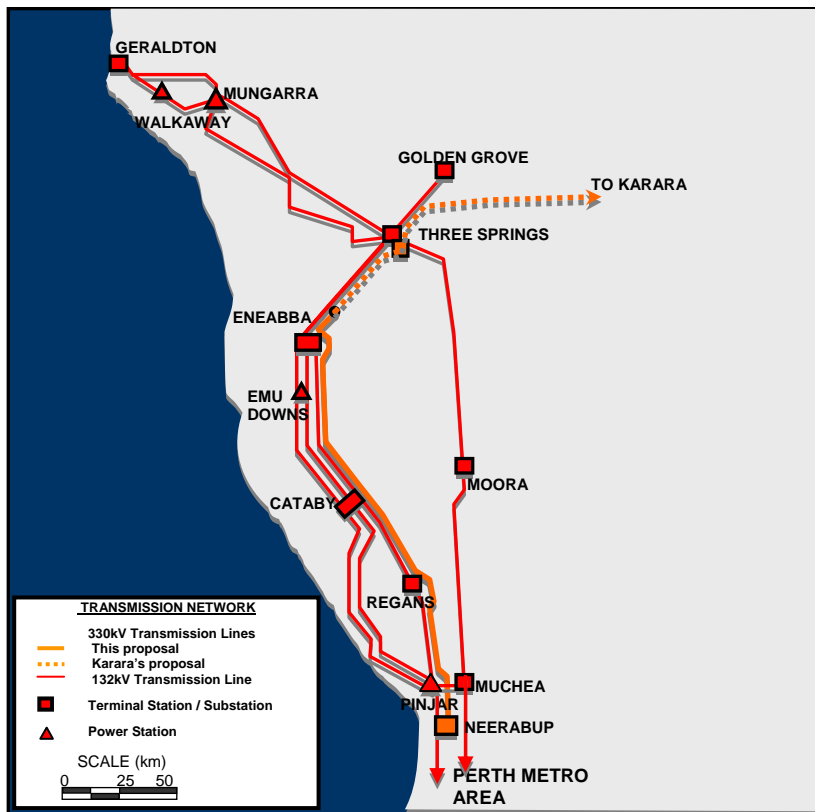 GERALDTON
MUNGARRA
WALKAWAY
GOLDEN GROVE
TO KARARA
THREE SPRINGS
ENEABBA
EMU
DOWNS
MOORA
CATABY
REGANS
MUCHEA
PINJAR
NEERABUP
PERTH METRO
AREA
TRANSMISSION NETWORK
330kV Transmission Lines
This proposal
Karara's proposal
132kV Transmission Line
Terminal Station / Substation
Power Station
SCALE (km)
0 25 50